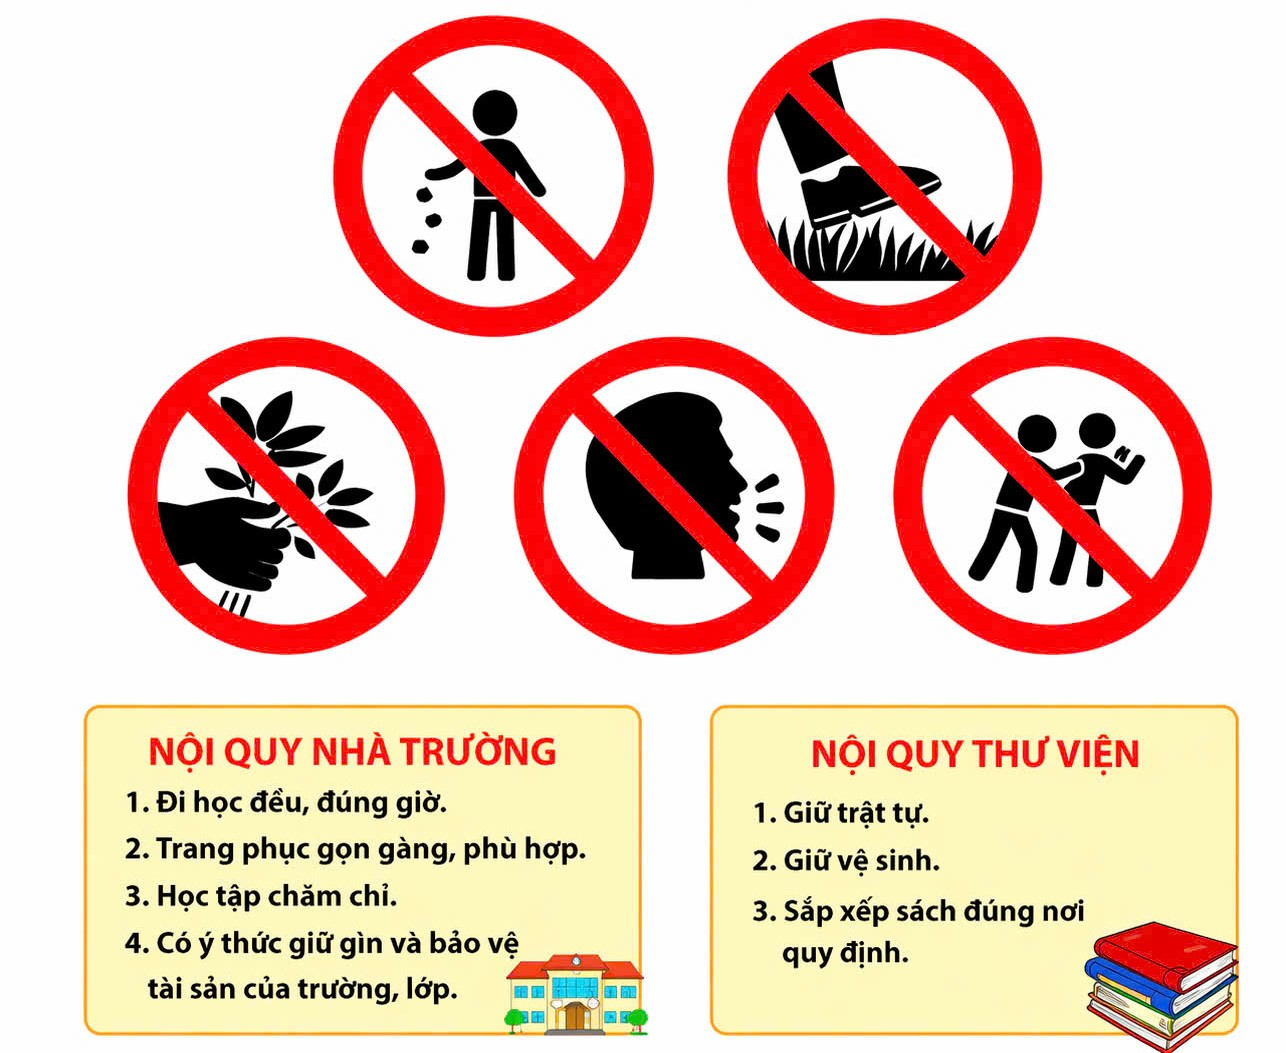 NỘI QUY NHÀ TRƯỜNG
1. Đi học đều, đúng giờ.
2. Trang phục gọn gàng, phù hợp.
3. Học tập chăm chỉ.
4. Có ý thức giữ gìn và bảo vệ
tài sản của trường, lớp.
NỘI QUY THƯ VIỆN
1. Giữ trật tự.
2. Giữ vệ sinh.
3. Sắp xếp sách đúng nơi
quy định.